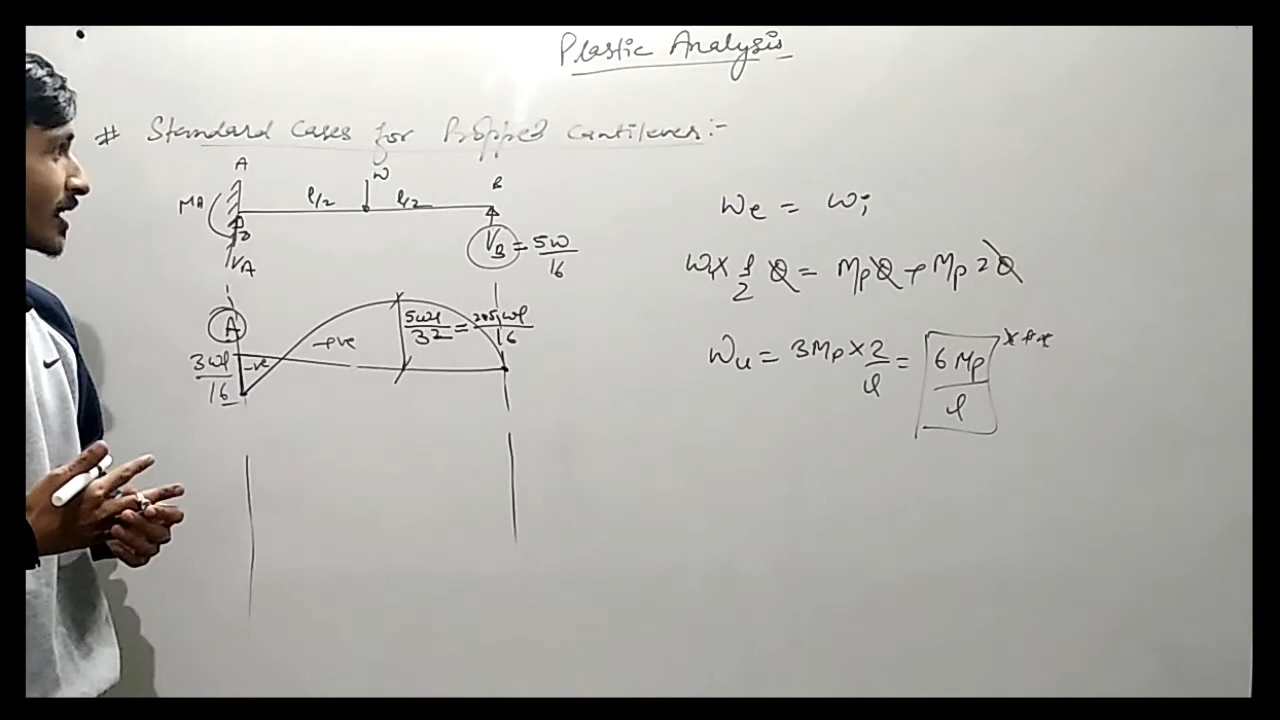 Plastic Analysis
# Standard Cases for Propped Cantilever:-
A
W
B
MA
l/2
l/2
VA
VB = 5W/16
We = Wi
Wu × l/2 θ = Mpθ + Mp 2θ
A
5Wl/32 = 2.5Wl/16
+ve
-ve
3Wl/16
Wu = 3Mp × 2/l = 6Mp/l ***